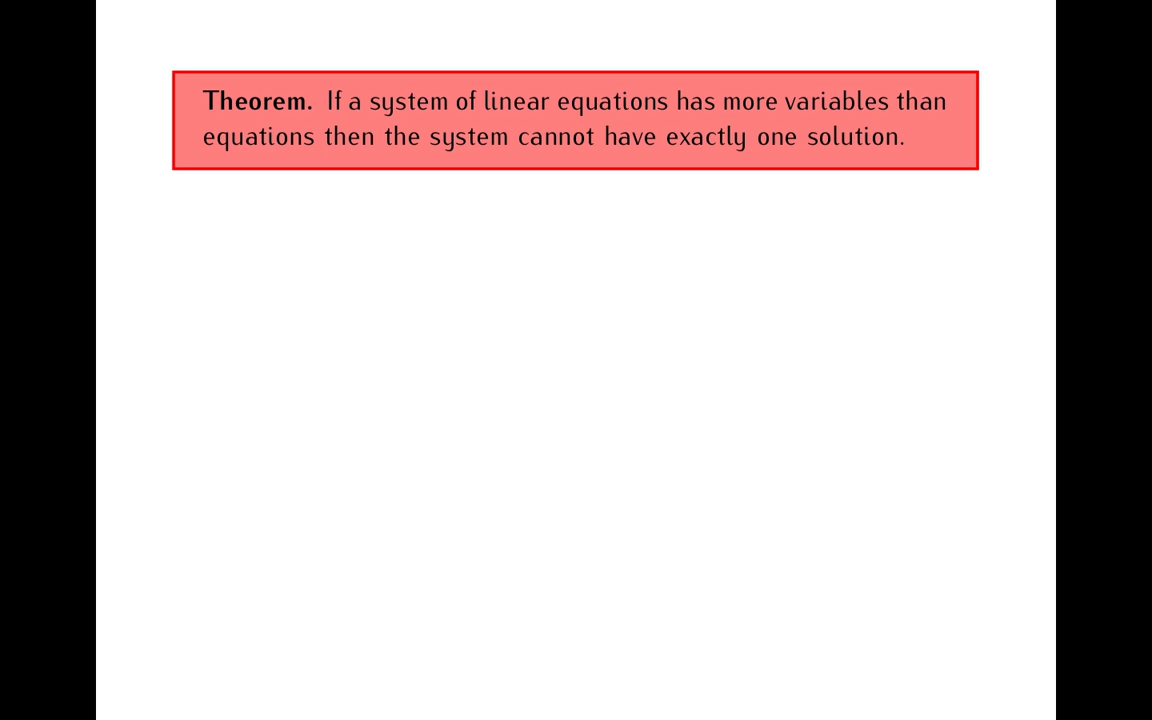 Theorem. If a system of linear equations has more variables than
equations then the system cannot have exactly one solution.